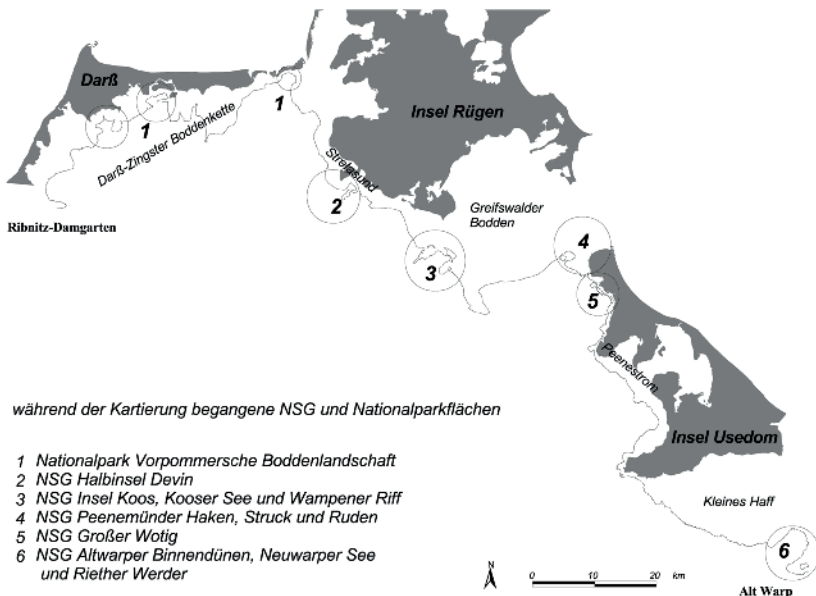 Darß
1
Darß-Zingster Boddenkette
Ribnitz-Damgarten
1
Insel Rügen
Strelasund
2
Greifswalder
Bodden
3
4
5
Peenestrom
Insel Usedom
Kleines Haff
6
Alt Warp
während der Kartierung begangene NSG und Nationalparkflächen
1 Nationalpark Vorpommersche Boddenlandschaft
2 NSG Halbinsel Devin
3 NSG Insel Koos, Kooser See und Wampener Riff
4 NSG Peenemünder Haken, Struck und Ruden
5 NSG Großer Wotig
6 NSG Altwarper Binnendünen, Neuwarper See
und Riether Werder
N
0 10 20 km